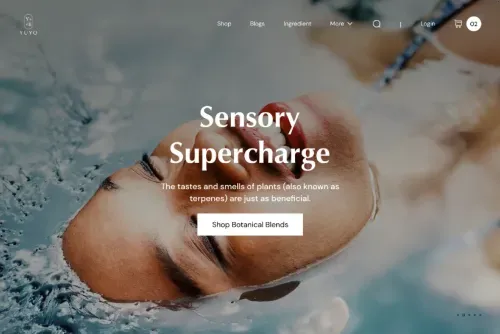 YUYO
Shop Blogs Ingredient More | Login 02
Sensory
Supercharge
The tastes and smells of plants (also known as
terpenes) are just as beneficial.
Shop Botanical Blends